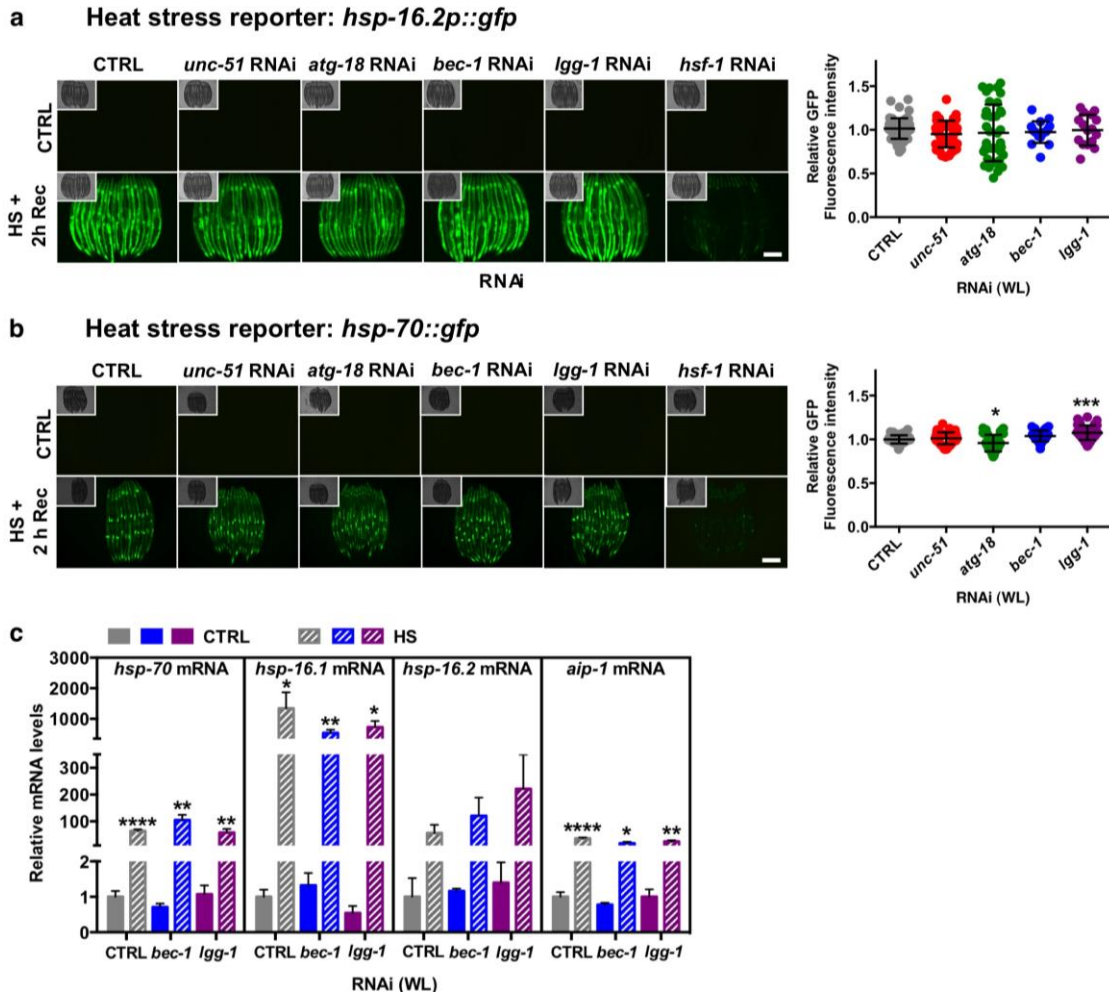 a Heat stress reporter: hsp-16.2p::gfp
CTRL unc-51 RNAi atg-18 RNAi bec-1 RNAi lgg-1 RNAi hsf-1 RNAi
CTRL
HS +
2h Rec
RNAi
Relative GFP
Fluorescence intensity
1.5
1.0
0.5
0.0
CTRL unc-51 atg-18 bec-1 lgg-1
RNAi (WL)
b Heat stress reporter: hsp-70::gfp
CTRL unc-51 RNAi atg-18 RNAi bec-1 RNAi lgg-1 RNAi hsf-1 RNAi
CTRL
HS +
2 h Rec
Relative GFP
Fluorescence intensity
1.5
1.0
0.5
0.0
* ***
CTRL unc-51 atg-18 bec-1 lgg-1
RNAi (WL)
c CTRL HS
Relative mRNA levels
3000
2000
1000
300
200
100
2
1
0
hsp-70 mRNA hsp-16.1 mRNA hsp-16.2 mRNA aip-1 mRNA
**** ** ** * ** * **** * **
CTRL bec-1 lgg-1 CTRL bec-1 lgg-1 CTRL bec-1 lgg-1 CTRL bec-1 lgg-1
RNAi (WL)